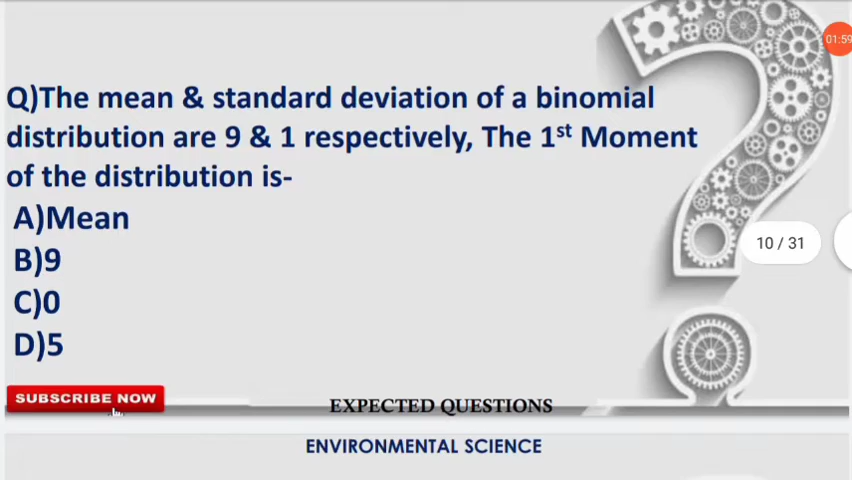 01:59
Q)The mean & standard deviation of a binomial
distribution are 9 & 1 respectively, The 1st Moment
of the distribution is-
A)Mean
B)9
10 / 31
C)0
D)5
SUBSCRIBE NOW
EXPECTED QUESTIONS
ENVIRONMENTAL SCIENCE